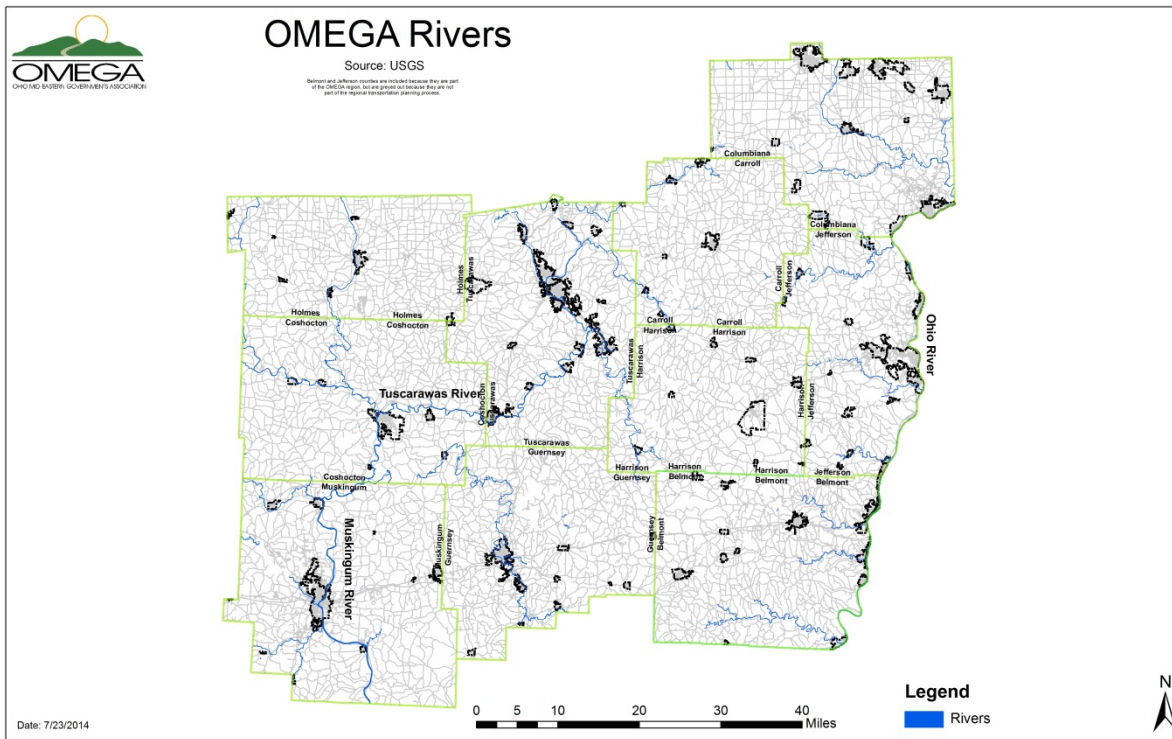 OMEGA
OHIO MID-EASTERN GOVERNMENTS ASSOCIATION
OMEGA Rivers
Source: USGS
Belmont and Jefferson counties are included because they are part
of the OMEGA region, but are greyed out because they are not
part of the regional transportation planning process.
Columbiana
Carroll
Columbiana
Jefferson
Holmes
Tuscarawas
Carroll
Jefferson
Holmes
Coshocton
Holmes
Coshocton
Carroll
Harrison
Carroll
Harrison
Ohio River
Tuscarawas
Harrison
Tuscarawas River
Coshocton
Tuscarawas
Harrison
Jefferson
Tuscarawas
Guernsey
Coshocton
Muskingum
Harrison
Guernsey
Harrison
Belmont
Harrison
Belmont
Jefferson
Belmont
Muskingum River
Muskingum
Guernsey
Guernsey
Belmont
Legend
Rivers
N
0 5 10 20 30 40
Miles
Date: 7/23/2014